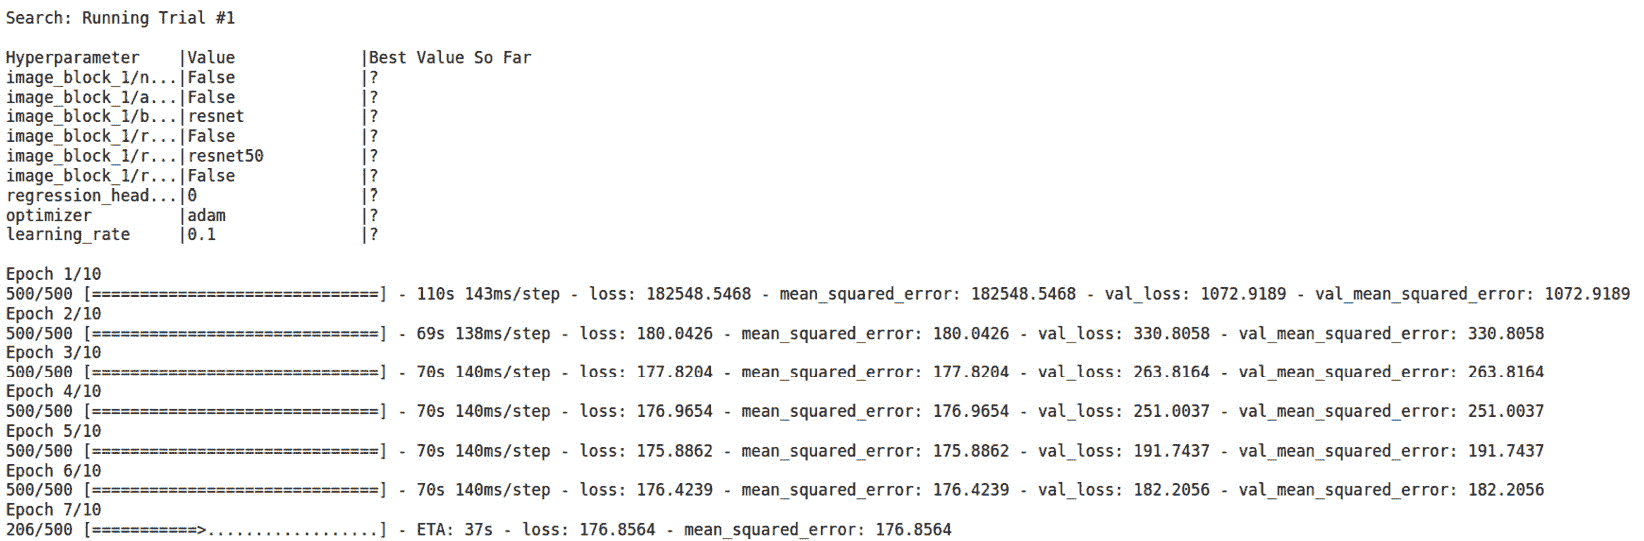 Search: Running Trial #1
Hyperparameter    |Value             |Best Value So Far
image_block_1/n...|False             |?
image_block_1/a...|False             |?
image_block_1/b...|resnet            |?
image_block_1/r...|False             |?
image_block_1/r...|resnet50          |?
image_block_1/r...|False             |?
regression_head...|0                 |?
optimizer         |adam              |?
learning_rate     |0.1               |?
Epoch 1/10
500/500 [==============================] - 110s 143ms/step - loss: 182548.5468 - mean_squared_error: 182548.5468 - val_loss: 1072.9189 - val_mean_squared_error: 1072.9189
Epoch 2/10
500/500 [==============================] - 69s 138ms/step - loss: 180.0426 - mean_squared_error: 180.0426 - val_loss: 330.8058 - val_mean_squared_error: 330.8058
Epoch 3/10
500/500 [==============================] - 70s 140ms/step - loss: 177.8204 - mean_squared_error: 177.8204 - val_loss: 263.8164 - val_mean_squared_error: 263.8164
Epoch 4/10
500/500 [==============================] - 70s 140ms/step - loss: 176.9654 - mean_squared_error: 176.9654 - val_loss: 251.0037 - val_mean_squared_error: 251.0037
Epoch 5/10
500/500 [==============================] - 70s 140ms/step - loss: 175.8862 - mean_squared_error: 175.8862 - val_loss: 191.7437 - val_mean_squared_error: 191.7437
Epoch 6/10
500/500 [==============================] - 70s 140ms/step - loss: 176.4239 - mean_squared_error: 176.4239 - val_loss: 182.2056 - val_mean_squared_error: 182.2056
Epoch 7/10
206/500 [===========>..................] - ETA: 37s - loss: 176.8564 - mean_squared_error: 176.8564